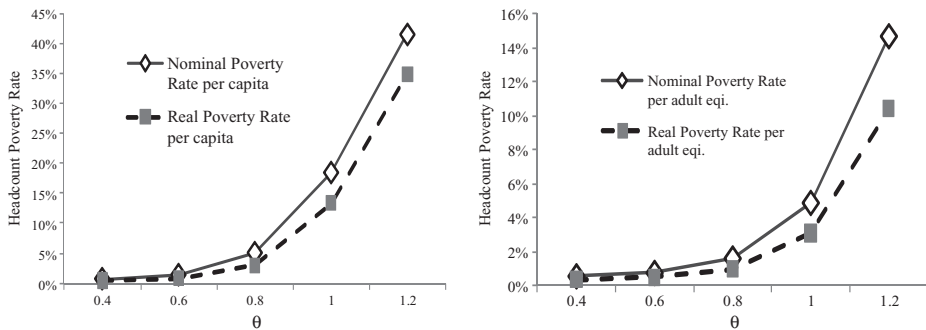 45%
40%
35%
30%
25%
20%
15%
10%
5%
0%
Headcount Poverty Rate
Nominal Poverty
Rate per capita
Real Poverty Rate
per capita
0.4 0.6 0.8 1 1.2
θ
16%
14%
12%
10%
8%
6%
4%
2%
0%
Headcount Poverty Rate
Nominal Poverty Rate
per adult eqi.
Real Poverty Rate per
adult eqi.
0.4 0.6 0.8 1 1.2
θ